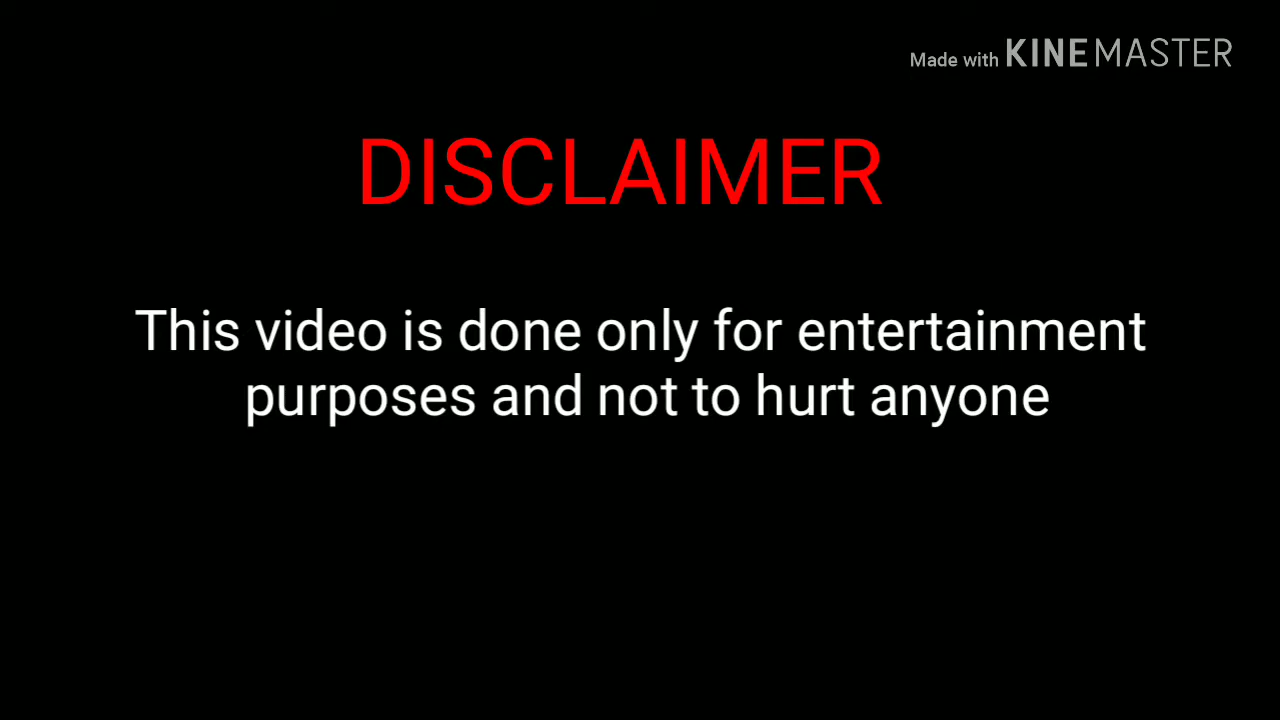 Made with KINEMASTER
DISCLAIMER
This video is done only for entertainment
purposes and not to hurt anyone